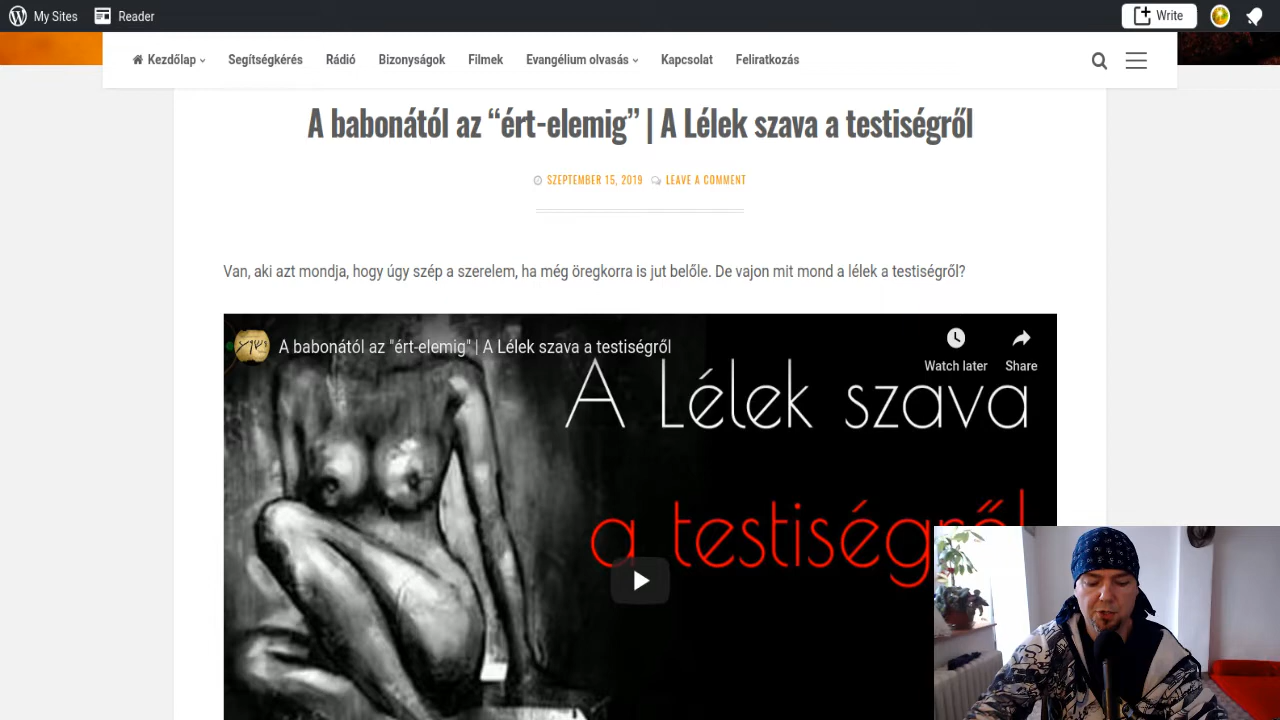 My Sites Reader Write
Kezdőlap Segítségkérés Rádió Bizonyságok Filmek Evangélium olvasás Kapcsolat Feliratkozás
A babonától az “ért-elemig” | A Lélek szava a testiségről
SZEPTEMBER 15, 2019 LEAVE A COMMENT
Van, aki azt mondja, hogy úgy szép a szerelem, ha még öregkorra is jut belőle. De vajon mit mond a lélek a testiségről?
A babonától az "ért-elemig" | A Lélek szava a testiségről
Watch later Share
A Lélek szava
a testiségről